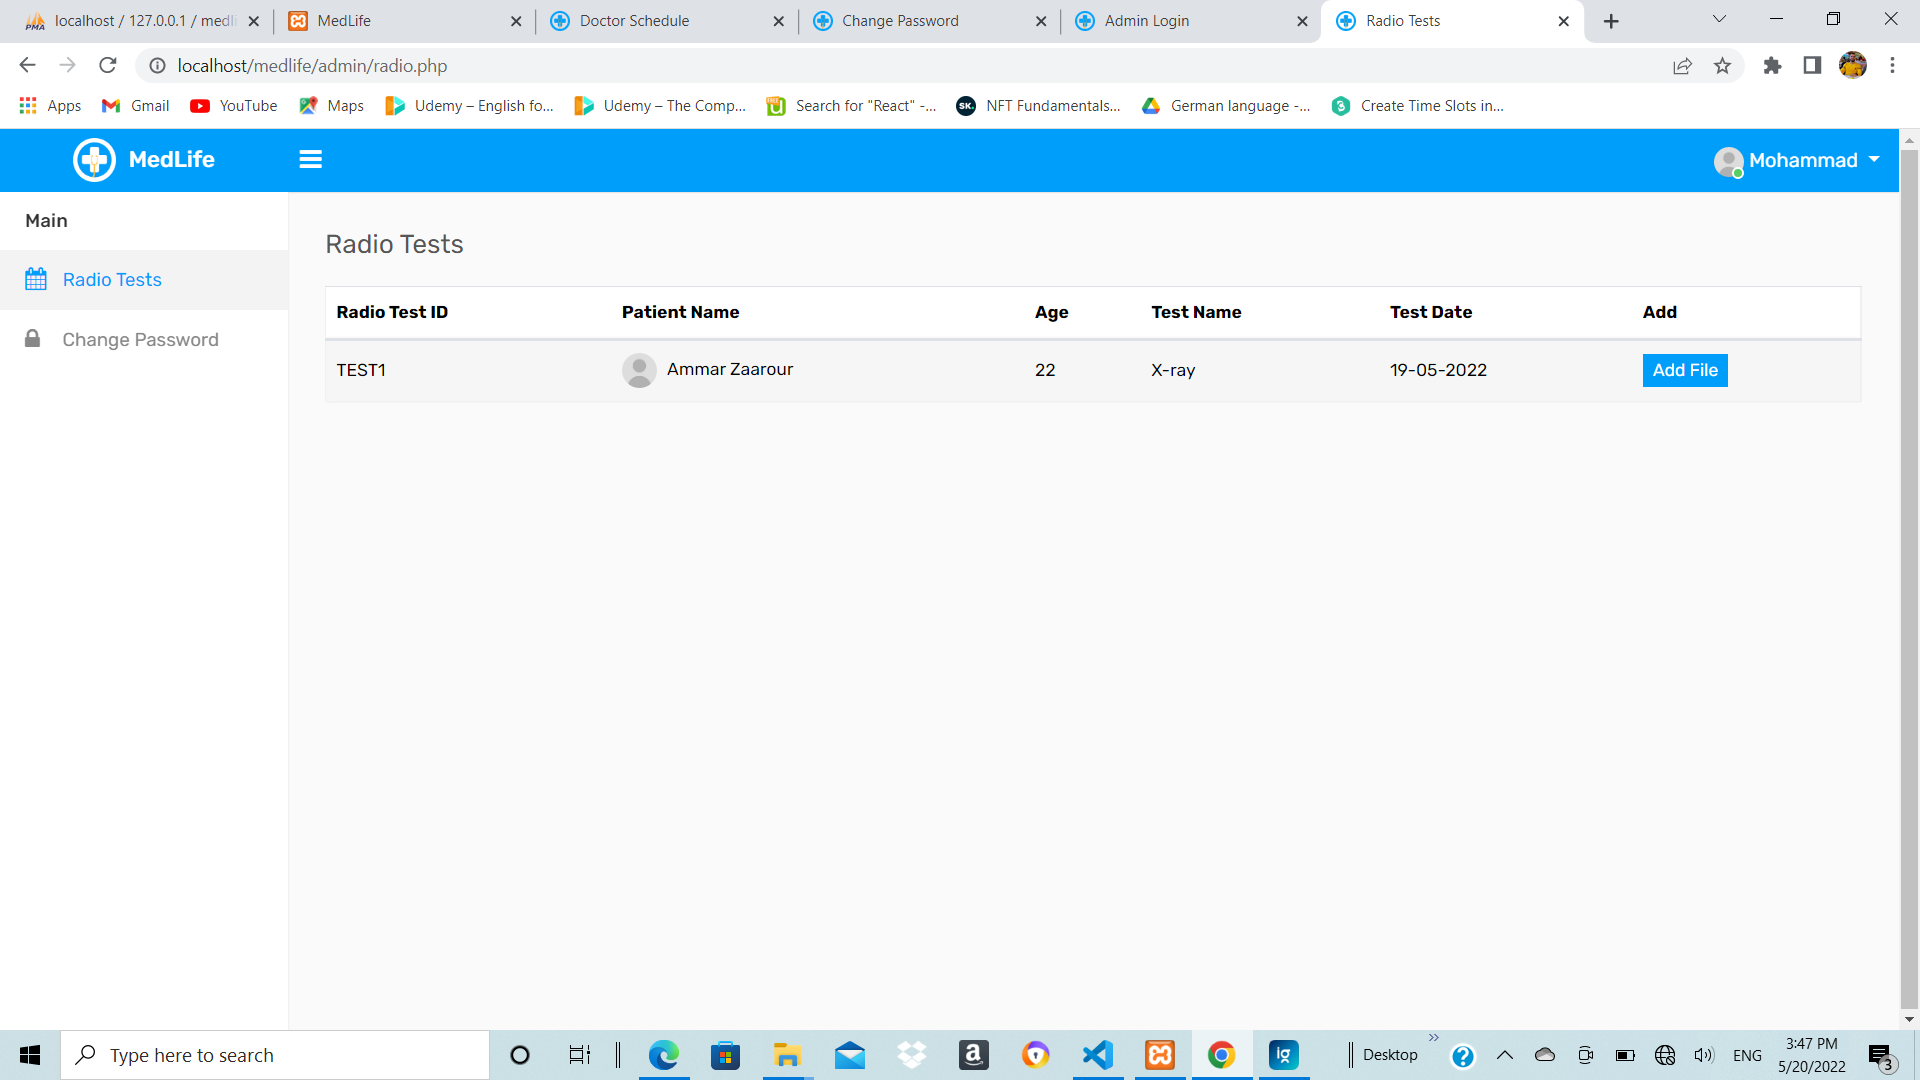 localhost / 127.0.0.1 / medli
MedLife
Doctor Schedule
Change Password
Admin Login
Radio Tests
localhost/medlife/admin/radio.php
Apps
Gmail
YouTube
Maps
Udemy – English fo...
Udemy – The Comp...
Search for "React" -...
NFT Fundamentals...
German language -...
Create Time Slots in...
MedLife
Mohammad
Main
Radio Tests
Change Password
Radio Tests
Radio Test ID Patient Name Age Test Name Test Date Add
TEST1 Ammar Zaarour 22 X-ray 19-05-2022 Add File
Type here to search
Desktop
ENG
3:47 PM
5/20/2022
3